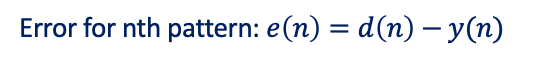 Error for nth pattern: e(n) = d(n) − y(n)